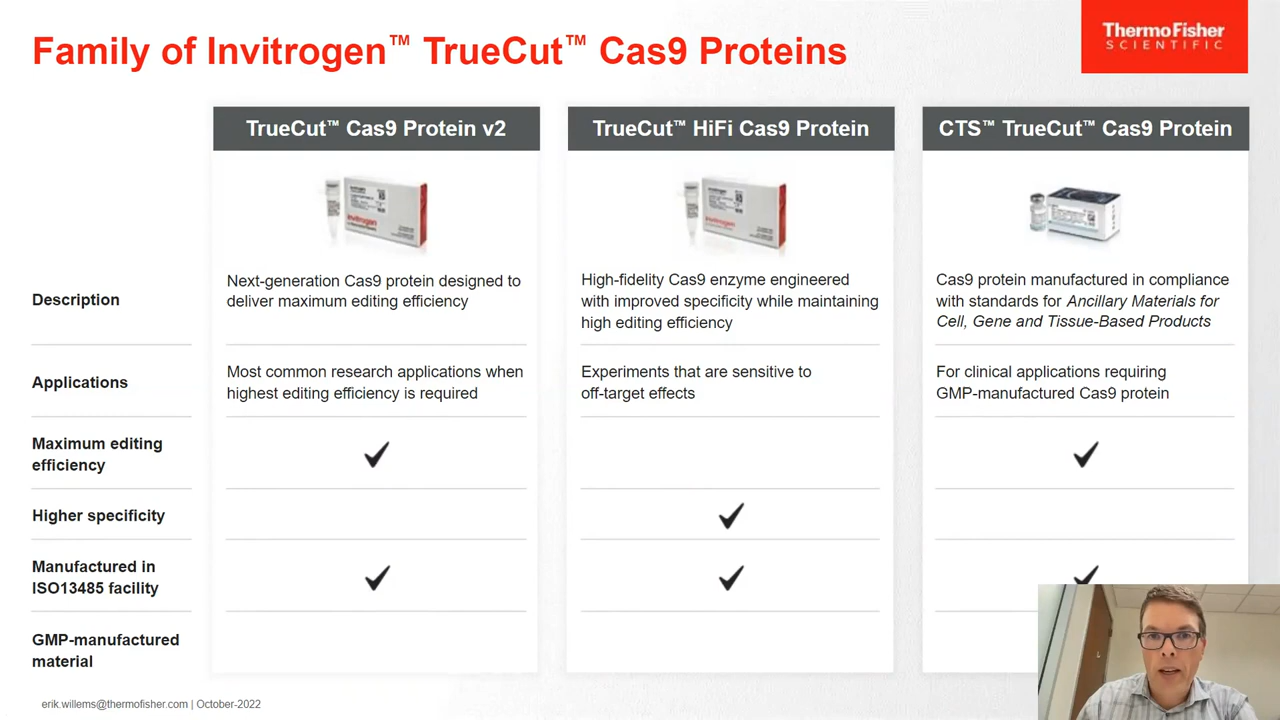 Family of Invitrogen™ TrueCut™ Cas9 Proteins
ThermoFisher
SCIENTIFIC
TrueCut™ Cas9 Protein v2
TrueCut™ HiFi Cas9 Protein
CTS™ TrueCut™ Cas9 Protein
invitrogen
invitrogen
Description
Next-generation Cas9 protein designed to
deliver maximum editing efficiency
High-fidelity Cas9 enzyme engineered
with improved specificity while maintaining
high editing efficiency
Cas9 protein manufactured in compliance
with standards for Ancillary Materials for
Cell, Gene and Tissue-Based Products
Applications
Most common research applications when
highest editing efficiency is required
Experiments that are sensitive to
off-target effects
For clinical applications requiring
GMP-manufactured Cas9 protein
Maximum editing
efficiency
Higher specificity
Manufactured in
ISO13485 facility
GMP-manufactured
material
erik.willems@thermofisher.com | October-2022